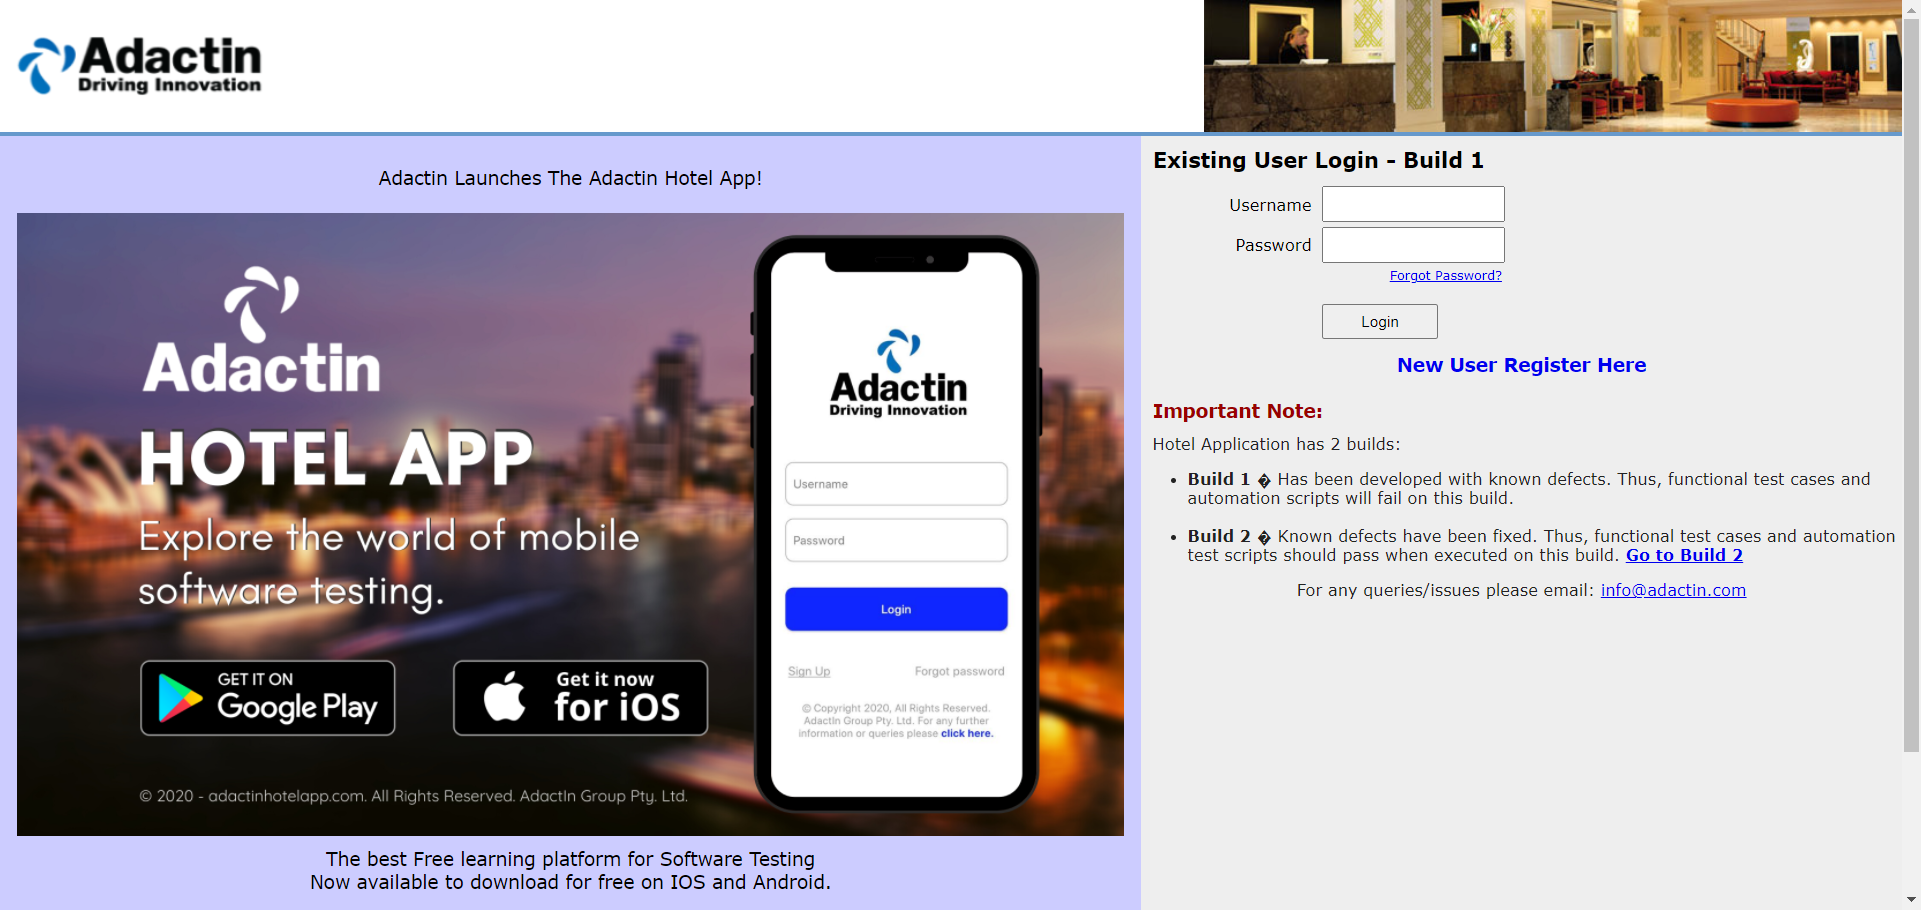 Adactin
Driving Innovation
Adactin Launches The Adactin Hotel App!
Adactin
HOTEL APP
Explore the world of mobile
software testing.
GET IT ON
Google Play
Get it now
for iOS
© 2020 - adactinhotelapp.com. All Rights Reserved. AdactIn Group Pty. Ltd.
Adactin
Driving Innovation
Username
Password
Login
Sign Up Forgot password
© Copyright 2020, All Rights Reserved.
AdactIn Group Pty. Ltd. For any further
information or queries please click here.
The best Free learning platform for Software Testing
Now available to download for free on IOS and Android.
Existing User Login - Build 1
Username
Password
Forgot Password?
Login
New User Register Here
Important Note:
Hotel Application has 2 builds:
• Build 1 � Has been developed with known defects. Thus, functional test cases and
automation scripts will fail on this build.
• Build 2 � Known defects have been fixed. Thus, functional test cases and automation
test scripts should pass when executed on this build. Go to Build 2
For any queries/issues please email: info@adactin.com